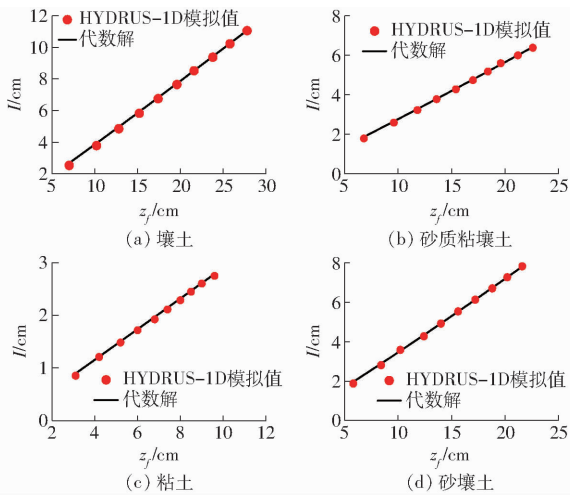 12
10
8
6
4
2
I/cm
HYDRUS-1D模拟值
代数解
5 10 15 20 25 30
z_f/cm
(a) 壤土
8
6
4
2
0
I/cm
HYDRUS-1D模拟值
代数解
5 10 15 20 25
z_f/cm
(b) 砂质粘壤土
3
2
1
0
I/cm
HYDRUS-1D模拟值
代数解
2 4 6 8 10 12
z_f/cm
(c) 粘土
8
6
4
2
0
I/cm
HYDRUS-1D模拟值
代数解
5 10 15 20 25
z_f/cm
(d) 砂壤土